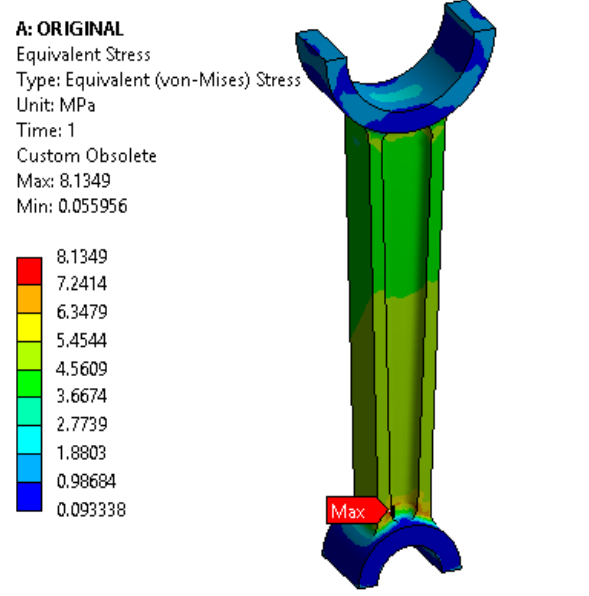 A: ORIGINAL
Equivalent Stress
Type: Equivalent (von-Mises) Stress
Unit: MPa
Time: 1
Custom Obsolete
Max: 8.1349
Min: 0.055956
8.1349
7.2414
6.3479
5.4544
4.5609
3.6674
2.7739
1.8803
0.98684
0.093338
Max